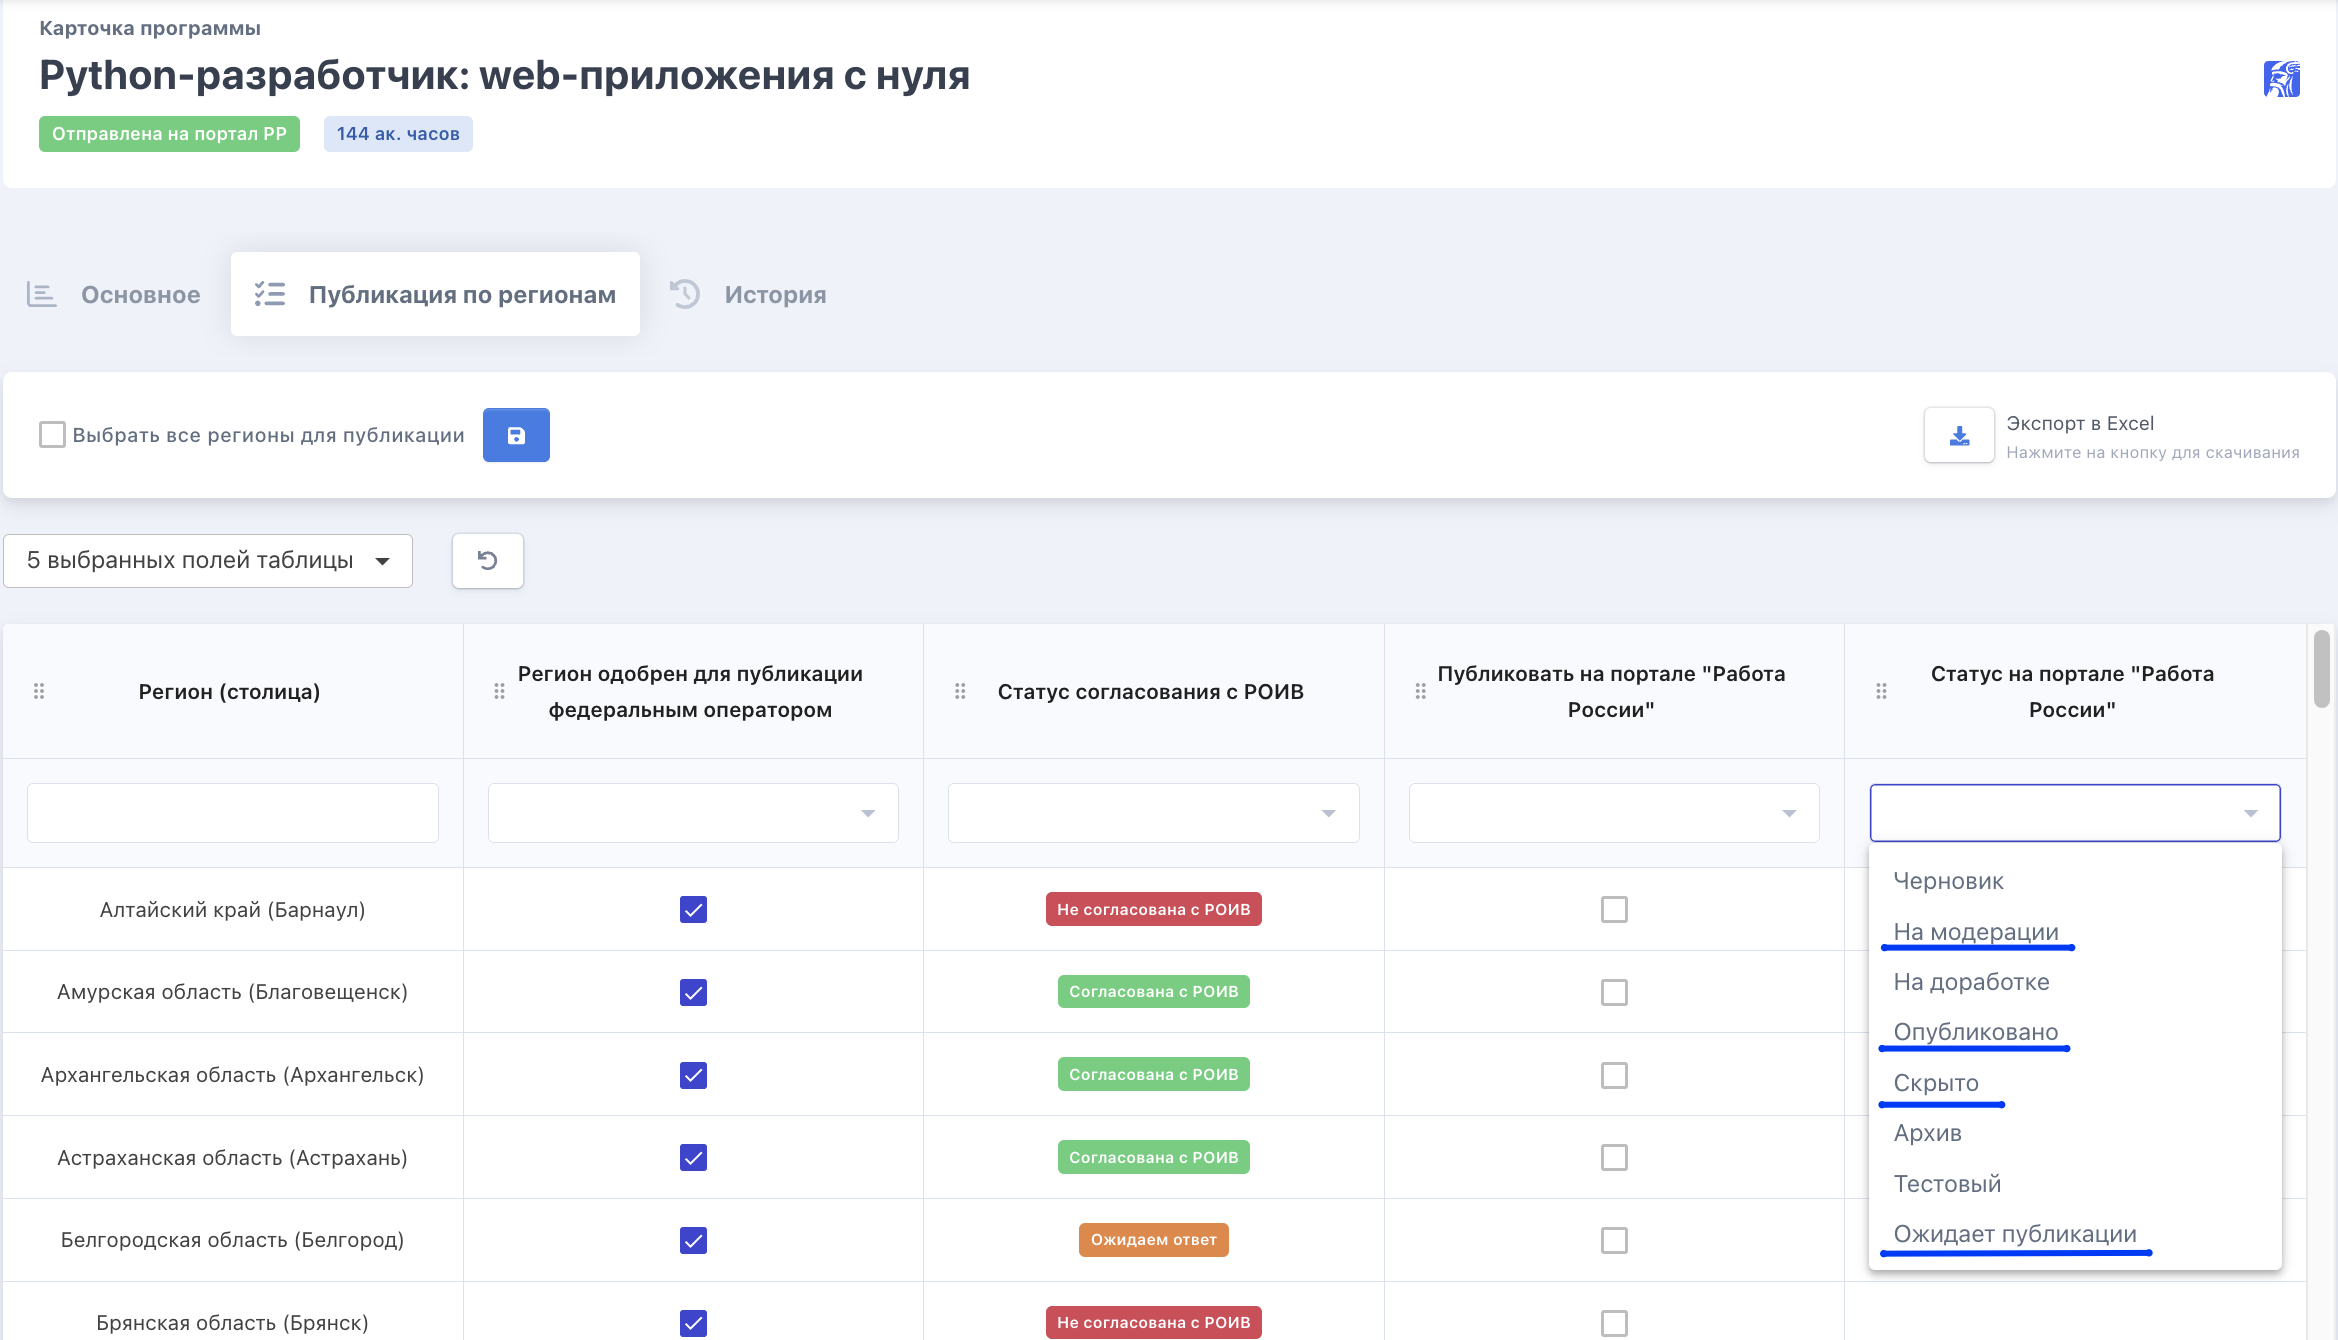 Карточка программы
Python-разработчик: web-приложения с нуля
Отправлена на портал РР
144 ак. часов
Основное
Публикация по регионам
История
Выбрать все регионы для публикации
Экспорт в Excel
Нажмите на кнопку для скачивания
5 выбранных полей таблицы
Регион (столица)
Регион одобрен для публикации
федеральным оператором
Статус согласования с РОИВ
Публиковать на портале "Работа
России"
Статус на портале "Работа
России"
Черновик
На модерации
На доработке
Опубликовано
Скрыто
Архив
Тестовый
Ожидает публикации
Алтайский край (Барнаул)
Не согласована с РОИВ
Амурская область (Благовещенск)
Согласована с РОИВ
Архангельская область (Архангельск)
Согласована с РОИВ
Астраханская область (Астрахань)
Согласована с РОИВ
Белгородская область (Белгород)
Ожидаем ответ
Брянская область (Брянск)
Не согласована с РОИВ